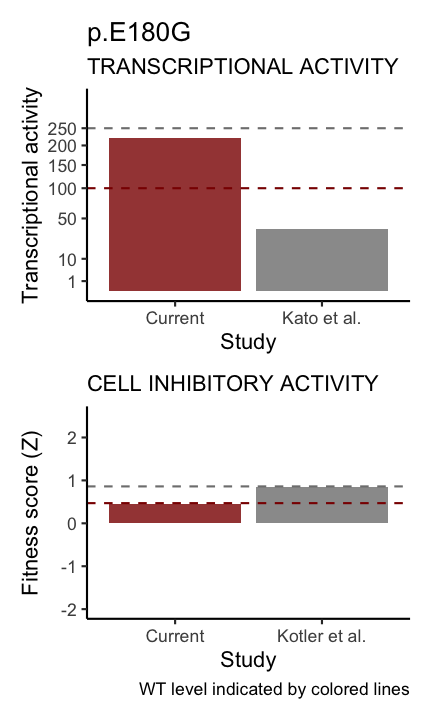 p.E180G
TRANSCRIPTIONAL ACTIVITY
Transcriptional activity
250
200
150
100
50
10
1
Current
Kato et al.
Study
CELL INHIBITORY ACTIVITY
Fitness score (Z)
2
1
0
-1
-2
Current
Kotler et al.
Study
WT level indicated by colored lines